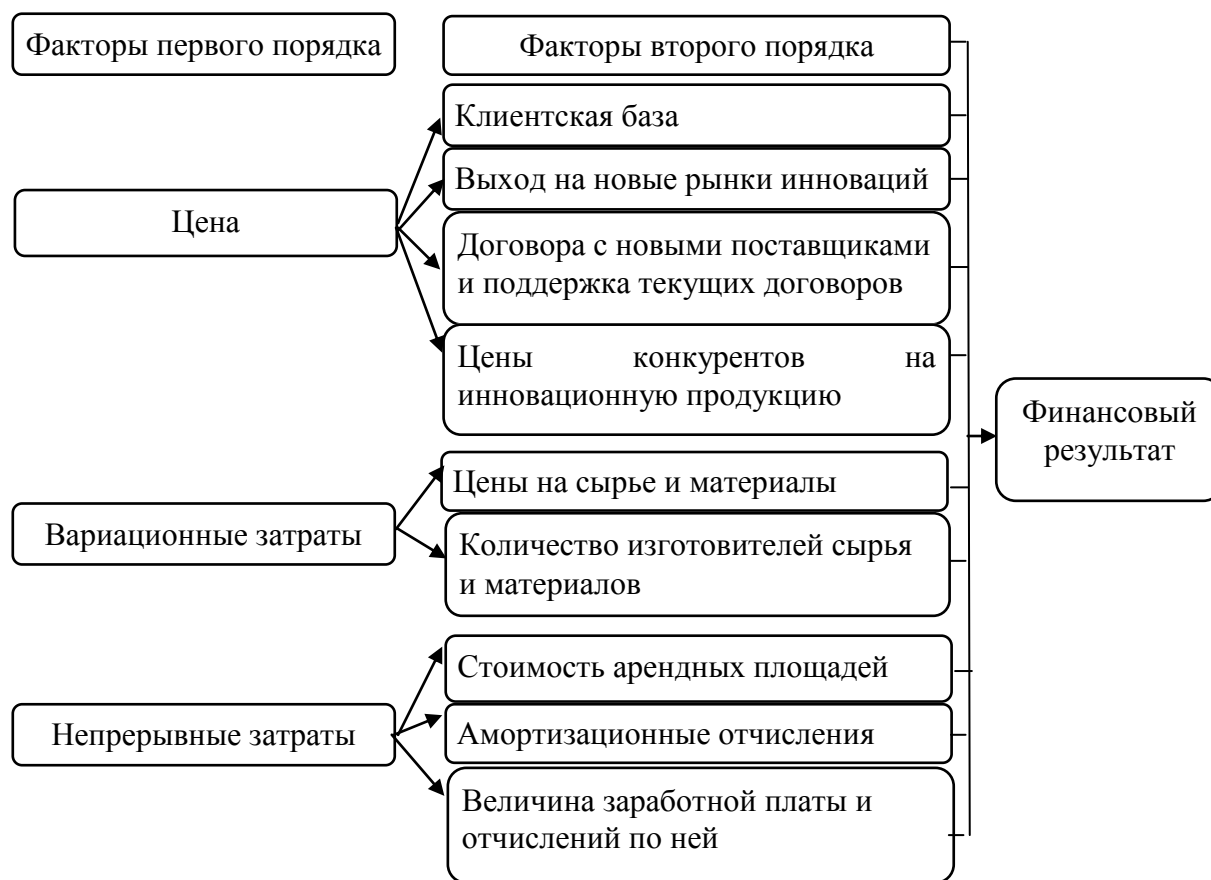 Факторы первого порядка
Факторы второго порядка
Цена
Клиентская база
Выход на новые рынки инноваций
Договора с новыми поставщиками
и поддержка текущих договоров
Цены конкурентов на
инновационную продукцию
Вариационные затраты
Цены на сырье и материалы
Количество изготовителей сырья
и материалов
Непрерывные затраты
Стоимость арендных площадей
Амортизационные отчисления
Величина заработной платы и
отчислений по ней
Финансовый
результат